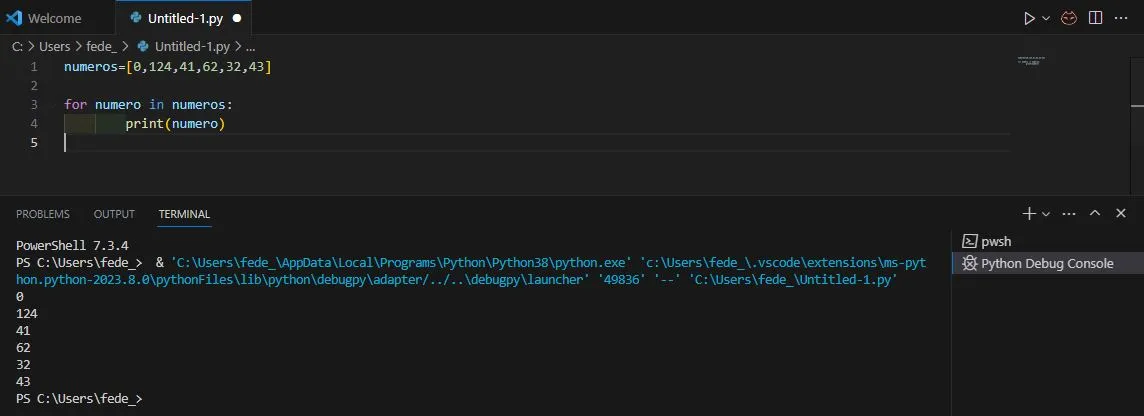 Welcome
Untitled-1.py
C: > Users > fede_ > Untitled-1.py > ...
1 numeros=[0,124,41,62,32,43]
2
3 for numero in numeros:
4         print(numero)
5
PROBLEMS OUTPUT TERMINAL
PowerShell 7.3.4
PS C:\Users\fede_>  & 'C:\Users\fede_\AppData\Local\Programs\Python\Python38\python.exe' 'c:\Users\fede_\.vscode\extensions\ms-pyt
hon.python-2023.8.0\pythonFiles\lib\python\debugpy\adapter/../..\debugpy\launcher' '49836' '--' 'C:\Users\fede_\Untitled-1.py'
0
124
41
62
32
43
PS C:\Users\fede_>
pwsh
Python Debug Console